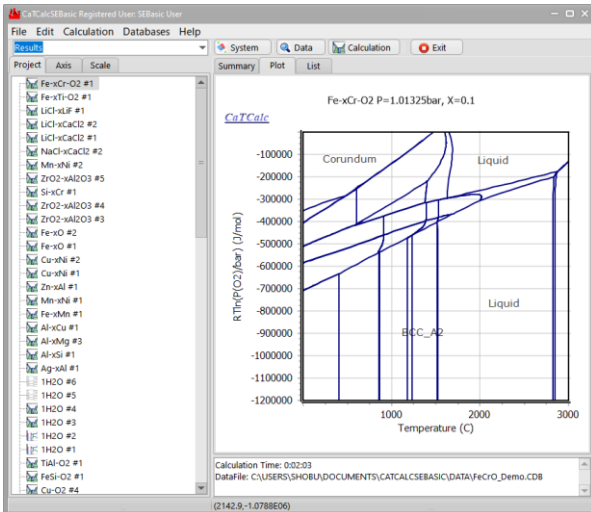 CaTCalcSEBasic Registered User: SEBasic User
File Edit Calculation Databases Help
Results
System Data Calculation Exit
Project Axis Scale
Summary Plot List
Fe-xCr-O2 #1
Fe-xTi-O2 #1
LiCl-xLiF #1
LiCl-xCaCl2 #2
LiCl-xCaCl2 #1
NaCl-xCaCl2 #2
Mn-xNi #2
ZrO2-xAl2O3 #5
Si-xCr #1
ZrO2-xAl2O3 #4
ZrO2-xAl2O3 #3
Fe-xO #2
Fe-xO #1
Cu-xNi #2
Cu-xNi #1
Zn-xAl #1
Mn-xNi #1
Fe-xMn #1
Al-xCu #1
Al-xMg #3
Al-xSi #1
Ag-xAl #1
1H2O #6
1H2O #5
1H2O #4
1H2O #3
1H2O #2
1H2O #1
TiAl-O2 #1
FeSi-O2 #1
Cu-O2 #4
Fe-xCr-O2 P=1.01325bar, X=0.1
CaTCalc
Corundum
Liquid
Liquid
BCC_A2
RTln(P(O2)/bar) (J/mol)
-100000
-200000
-300000
-400000
-500000
-600000
-700000
-800000
-900000
-1000000
-1100000
-1200000
1000 2000 3000
Temperature (C)
Calculation Time: 0:02:03
DataFile: C:\USERS\SHOBU\DOCUMENTS\CATCALCSEBASIC\DATA\FeCrO_Demo.CDB
(2142.9,-1.0788E06)